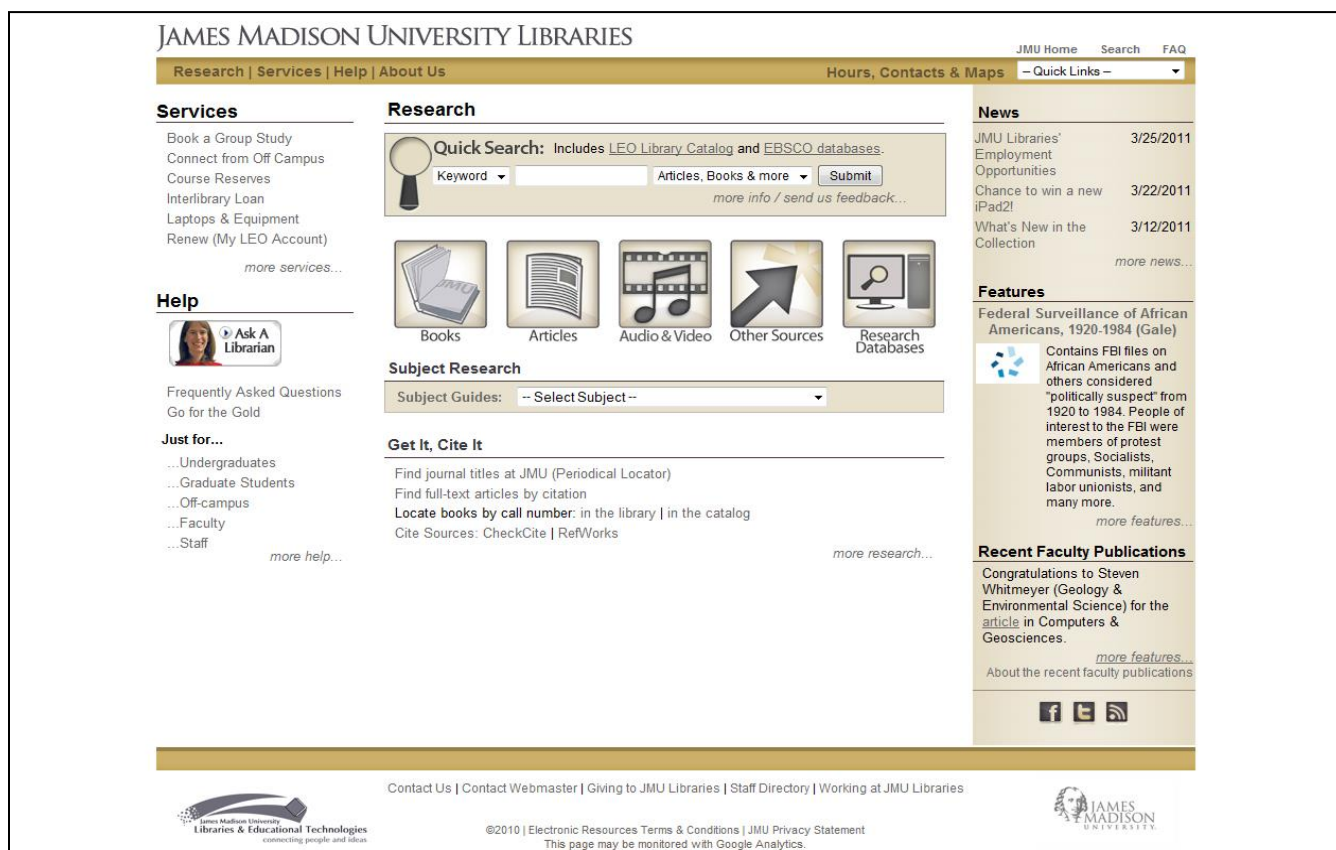 JAMES MADISON UNIVERSITY LIBRARIES
JMU Home Search FAQ
Research | Services | Help | About Us
Hours, Contacts & Maps
-- Quick Links --
Services
Book a Group Study
Connect from Off Campus
Course Reserves
Interlibrary Loan
Laptops & Equipment
Renew (My LEO Account)
more services...
Help
Ask A
Librarian
Frequently Asked Questions
Go for the Gold
Just for...
...Undergraduates
...Graduate Students
...Off-campus
...Faculty
...Staff
more help...
Research
Quick Search: Includes LEO Library Catalog and EBSCO databases.
Keyword Articles, Books & more Submit
more info / send us feedback...
JMU
Books
Articles
Audio & Video
Other Sources
Research
Databases
Subject Research
Subject Guides: -- Select Subject --
Get It, Cite It
Find journal titles at JMU (Periodical Locator)
Find full-text articles by citation
Locate books by call number: in the library | in the catalog
Cite Sources: CheckCite | RefWorks
more research...
News
JMU Libraries' 3/25/2011
Employment
Opportunities
Chance to win a new 3/22/2011
iPad2!
What's New in the 3/12/2011
Collection
more news...
Features
Federal Surveillance of African
Americans, 1920-1984 (Gale)
Contains FBI files on
African Americans and
others considered
"politically suspect" from
1920 to 1984. People of
interest to the FBI were
members of protest
groups, Socialists,
Communists, militant
labor unionists, and
many more.
more features...
Recent Faculty Publications
Congratulations to Steven
Whitmeyer (Geology &
Environmental Science) for the
article in Computers &
Geosciences.
more features...
About the recent faculty publications
f t
Contact Us | Contact Webmaster | Giving to JMU Libraries | Staff Directory | Working at JMU Libraries
James Madison University
Libraries & Educational Technologies
connecting people and ideas
©2010 | Electronic Resources Terms & Conditions | JMU Privacy Statement
This page may be monitored with Google Analytics.
JAMES
MADISON
UNIVERSITY.